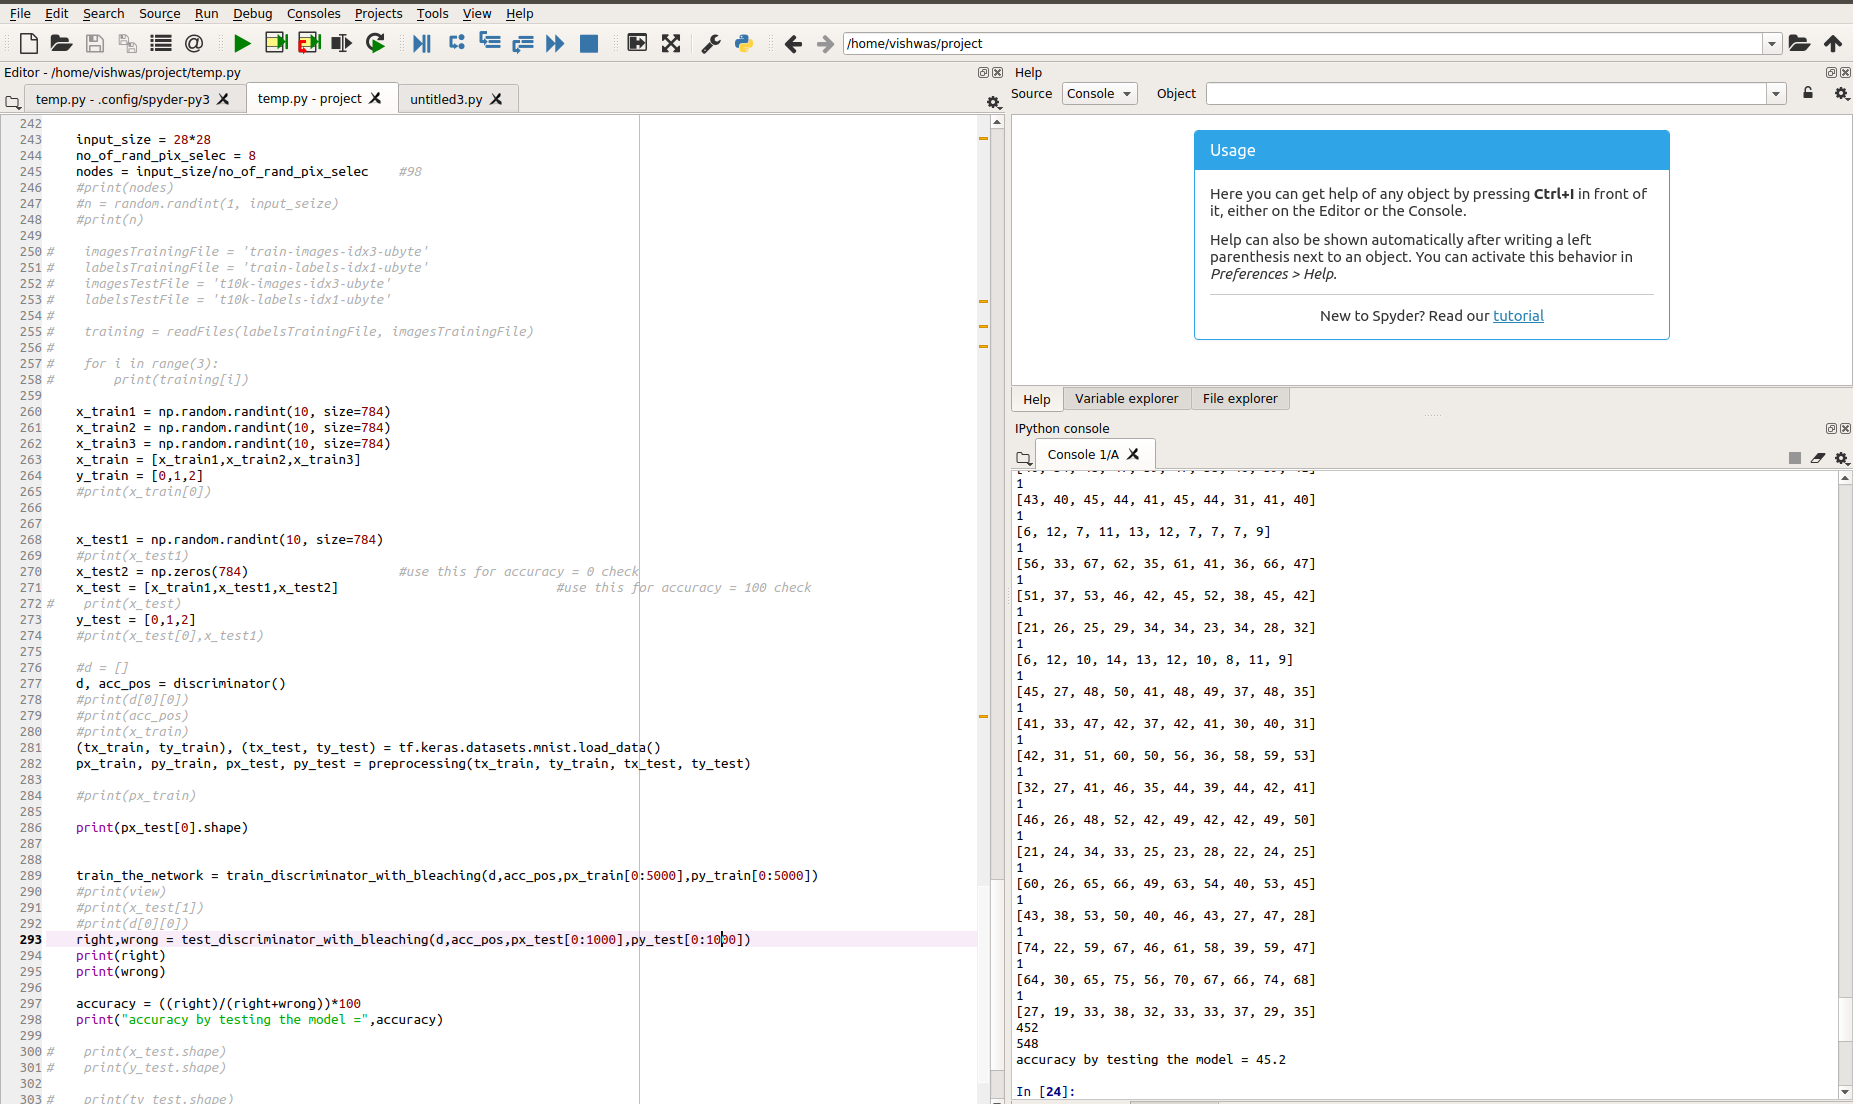 File Edit Search Source Run Debug Consoles Projects Tools View Help
/home/vishwas/project
Editor - /home/vishwas/project/temp.py
temp.py - .config/spyder-py3
temp.py - project
untitled3.py
242
243 input_size = 28*28
244 no_of_rand_pix_selec = 8
245 nodes = input_size/no_of_rand_pix_selec #98
246 #print(nodes)
247 #n = random.randint(1, input_seize)
248 #print(n)
249
250 # imagesTrainingFile = 'train-images-idx3-ubyte'
251 # labelsTrainingFile = 'train-labels-idx1-ubyte'
252 # imagesTestFile = 't10k-images-idx3-ubyte'
253 # labelsTestFile = 't10k-labels-idx1-ubyte'
254 #
255 # training = readFiles(labelsTrainingFile, imagesTrainingFile)
256 #
257 # for i in range(3):
258 # print(training[i])
259
260 x_train1 = np.random.randint(10, size=784)
261 x_train2 = np.random.randint(10, size=784)
262 x_train3 = np.random.randint(10, size=784)
263 x_train = [x_train1,x_train2,x_train3]
264 y_train = [0,1,2]
265 #print(x_train[0])
266
267
268 x_test1 = np.random.randint(10, size=784)
269 #print(x_test1)
270 x_test2 = np.zeros(784) #use this for accuracy = 0 check
271 x_test = [x_train1,x_test1,x_test2] #use this for accuracy = 100 check
272 # print(x_test)
273 y_test = [0,1,2]
274 #print(x_test[0],x_test1)
275
276 #d = []
277 d, acc_pos = discriminator()
278 #print(d[0][0])
279 #print(acc_pos)
280 #print(x_train)
281 (tx_train, ty_train), (tx_test, ty_test) = tf.keras.datasets.mnist.load_data()
282 px_train, py_train, px_test, py_test = preprocessing(tx_train, ty_train, tx_test, ty_test)
283
284 #print(px_train)
285
286 print(px_test[0].shape)
287
288
289 train_the_network = train_discriminator_with_bleaching(d,acc_pos,px_train[0:5000],py_train[0:5000])
290 #print(view)
291 #print(x_test[1])
292 #print(d[0][0])
293 right,wrong = test_discriminator_with_bleaching(d,acc_pos,px_test[0:1000],py_test[0:1000])
294 print(right)
295 print(wrong)
296
297 accuracy = ((right)/(right+wrong))*100
298 print("accuracy by testing the model =",accuracy)
299
300 # print(x_test.shape)
301 # print(y_test.shape)
302
303 # print(ty_test.shape)
Help
Source Console Object
Usage
Here you can get help of any object by pressing Ctrl+I in front of
it, either on the Editor or the Console.
Help can also be shown automatically after writing a left
parenthesis next to an object. You can activate this behavior in
Preferences > Help.
New to Spyder? Read our tutorial
Help Variable explorer File explorer
IPython console
Console 1/A
1
[43, 40, 45, 44, 41, 45, 44, 31, 41, 40]
1
[6, 12, 7, 11, 13, 12, 7, 7, 7, 9]
1
[56, 33, 67, 62, 35, 61, 41, 36, 66, 47]
1
[51, 37, 53, 46, 42, 45, 52, 38, 45, 42]
1
[21, 26, 25, 29, 34, 34, 23, 34, 28, 32]
1
[6, 12, 10, 14, 13, 12, 10, 8, 11, 9]
1
[45, 27, 48, 50, 41, 48, 49, 37, 48, 35]
1
[41, 33, 47, 42, 37, 42, 41, 30, 40, 31]
1
[42, 31, 51, 60, 50, 56, 36, 58, 59, 53]
1
[32, 27, 41, 46, 35, 44, 39, 44, 42, 41]
1
[46, 26, 48, 52, 42, 49, 42, 42, 49, 50]
1
[21, 24, 34, 33, 25, 23, 28, 22, 24, 25]
1
[60, 26, 65, 66, 49, 63, 54, 40, 53, 45]
1
[43, 38, 53, 50, 40, 46, 43, 27, 47, 28]
1
[74, 22, 59, 67, 46, 61, 58, 39, 59, 47]
1
[64, 30, 65, 75, 56, 70, 67, 66, 74, 68]
1
[27, 19, 33, 38, 32, 33, 33, 37, 29, 35]
452
548
accuracy by testing the model = 45.2
In [24]: